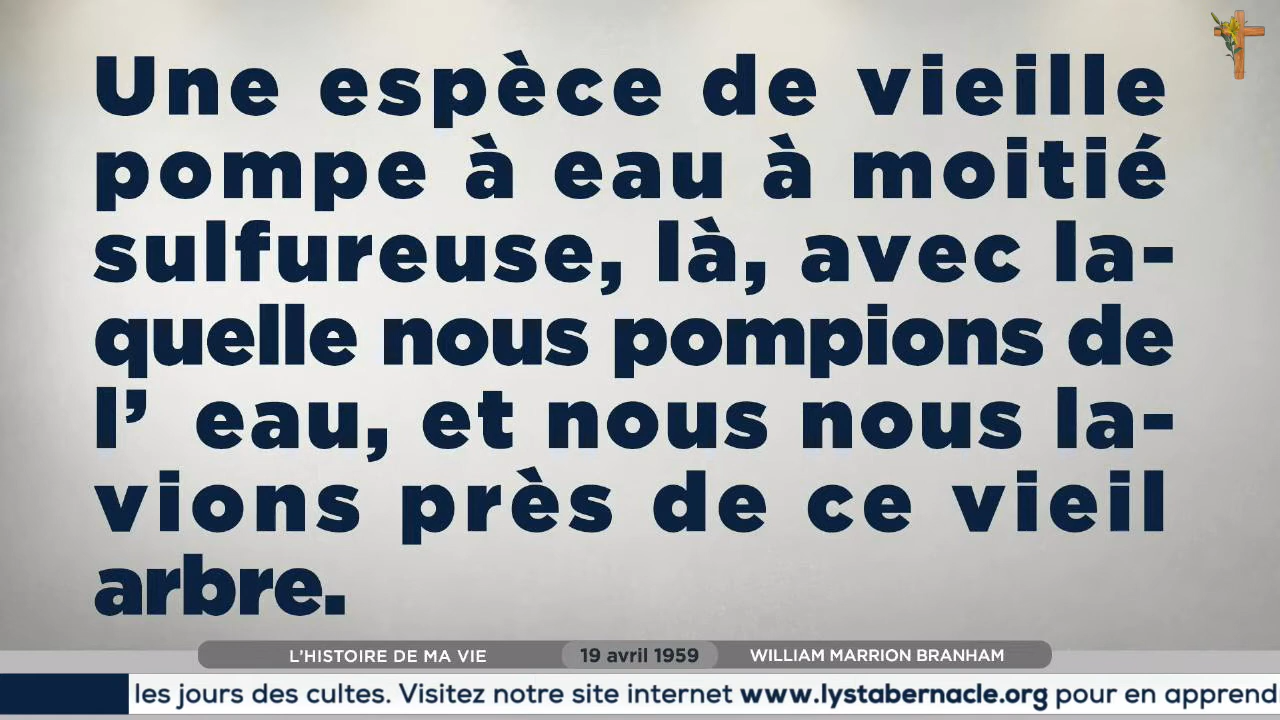 Une espèce de vieille
pompe à eau à moitié
sulfureuse, là, avec la-
quelle nous pompions de
l’ eau, et nous nous la-
vions près de ce vieil
arbre.
L'HISTOIRE DE MA VIE 19 avril 1959 WILLIAM MARRION BRANHAM
les jours des cultes. Visitez notre site internet www.lystabernacle.org pour en apprend